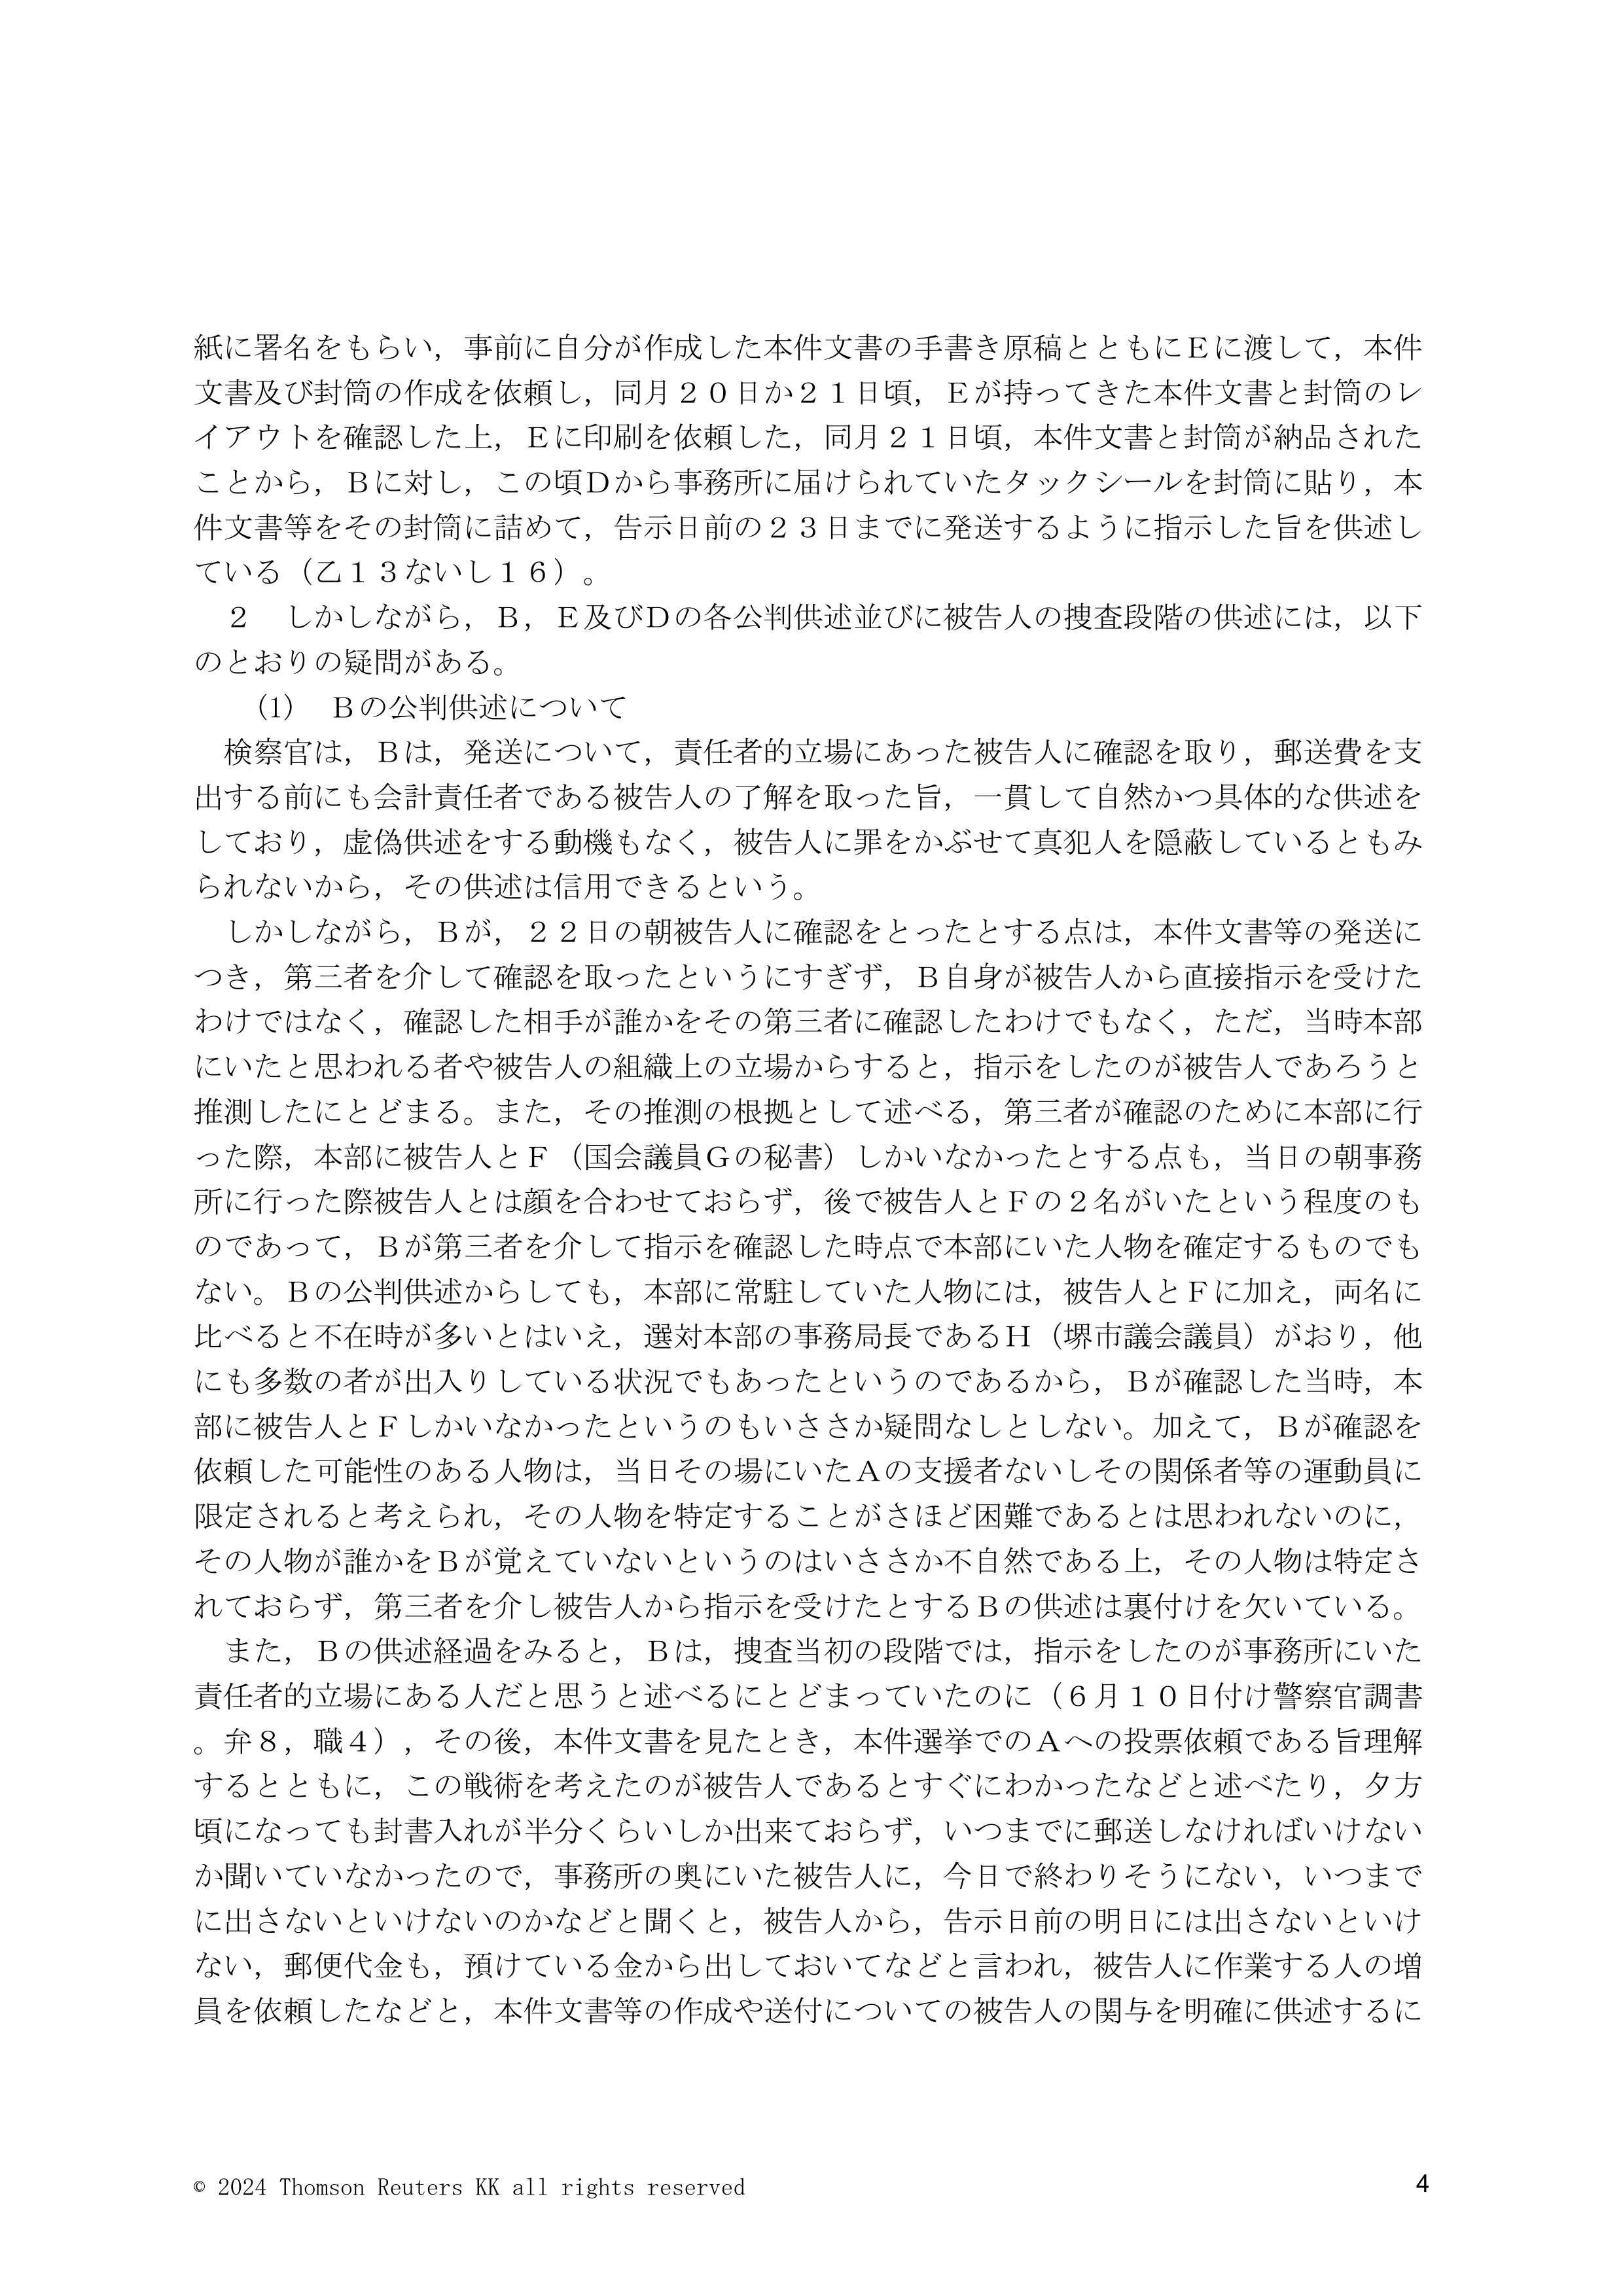 紙に署名をもらい，事前に自分が作成した本件文書の手書き原稿とともにＥに渡して，本件
文書及び封筒の作成を依頼し，同月２０日か２１日頃，Ｅが持ってきた本件文書と封筒のレ
イアウトを確認した上，Ｅに印刷を依頼した，同月２１日頃，本件文書と封筒が納品された
ことから，Ｂに対し，この頃Ｄから事務所に届けられていたタックシールを封筒に貼り，本
件文書等をその封筒に詰めて，告示日前の２３日までに発送するように指示した旨を供述し
ている（乙１３ないし１６）。
　２　しかしながら，Ｂ，Ｅ及びＤの各公判供述並びに被告人の捜査段階の供述には，以下
のとおりの疑問がある。
　　(1)　Ｂの公判供述について
　検察官は，Ｂは，発送について，責任者的立場にあった被告人に確認を取り，郵送費を支
出する前にも会計責任者である被告人の了解を取った旨，一貫して自然かつ具体的な供述を
しており，虚偽供述をする動機もなく，被告人に罪をかぶせて真犯人を隠蔽しているともみ
られないから，その供述は信用できるという。
　しかしながら，Ｂが，２２日の朝被告人に確認をとったとする点は，本件文書等の発送に
つき，第三者を介して確認を取ったというにすぎず，Ｂ自身が被告人から直接指示を受けた
わけではなく，確認した相手が誰かをその第三者に確認したわけでもなく，ただ，当時本部
にいたと思われる者や被告人の組織上の立場からすると，指示をしたのが被告人であろうと
推測したにとどまる。また，その推測の根拠として述べる，第三者が確認のために本部に行
った際，本部に被告人とＦ（国会議員Ｇの秘書）しかいなかったとする点も，当日の朝事務
所に行った際被告人とは顔を合わせておらず，後で被告人とＦの２名がいたという程度のも
のであって，Ｂが第三者を介して指示を確認した時点で本部にいた人物を確定するものでも
ない。Ｂの公判供述からしても，本部に常駐していた人物には，被告人とＦに加え，両名に
比べると不在時が多いとはいえ，選対本部の事務局長であるＨ（堺市議会議員）がおり，他
にも多数の者が出入りしている状況でもあったというのであるから，Ｂが確認した当時，本
部に被告人とＦしかいなかったというのもいささか疑問なしとしない。加えて，Ｂが確認を
依頼した可能性のある人物は，当日その場にいたＡの支援者ないしその関係者等の運動員に
限定されると考えられ，その人物を特定することがさほど困難であるとは思われないのに，
その人物が誰かをＢが覚えていないというのはいささか不自然である上，その人物は特定さ
れておらず，第三者を介し被告人から指示を受けたとするＢの供述は裏付けを欠いている。
　また，Ｂの供述経過をみると，Ｂは，捜査当初の段階では，指示をしたのが事務所にいた
責任者的立場にある人だと思うと述べるにとどまっていたのに（６月１０日付け警察官調書
。弁８，職４），その後，本件文書を見たとき，本件選挙でのＡへの投票依頼である旨理解
するとともに，この戦術を考えたのが被告人であるとすぐにわかったなどと述べたり，夕方
頃になっても封書入れが半分くらいしか出来ておらず，いつまでに郵送しなければいけない
か聞いていなかったので，事務所の奥にいた被告人に，今日で終わりそうにない，いつまで
に出さないといけないのかなどと聞くと，被告人から，告示日前の明日には出さないといけ
ない，郵便代金も，預けている金から出しておいてなどと言われ，被告人に作業する人の増
員を依頼したなどと，本件文書等の作成や送付についての被告人の関与を明確に供述するに
© 2024 Thomson Reuters KK all rights reserved
4